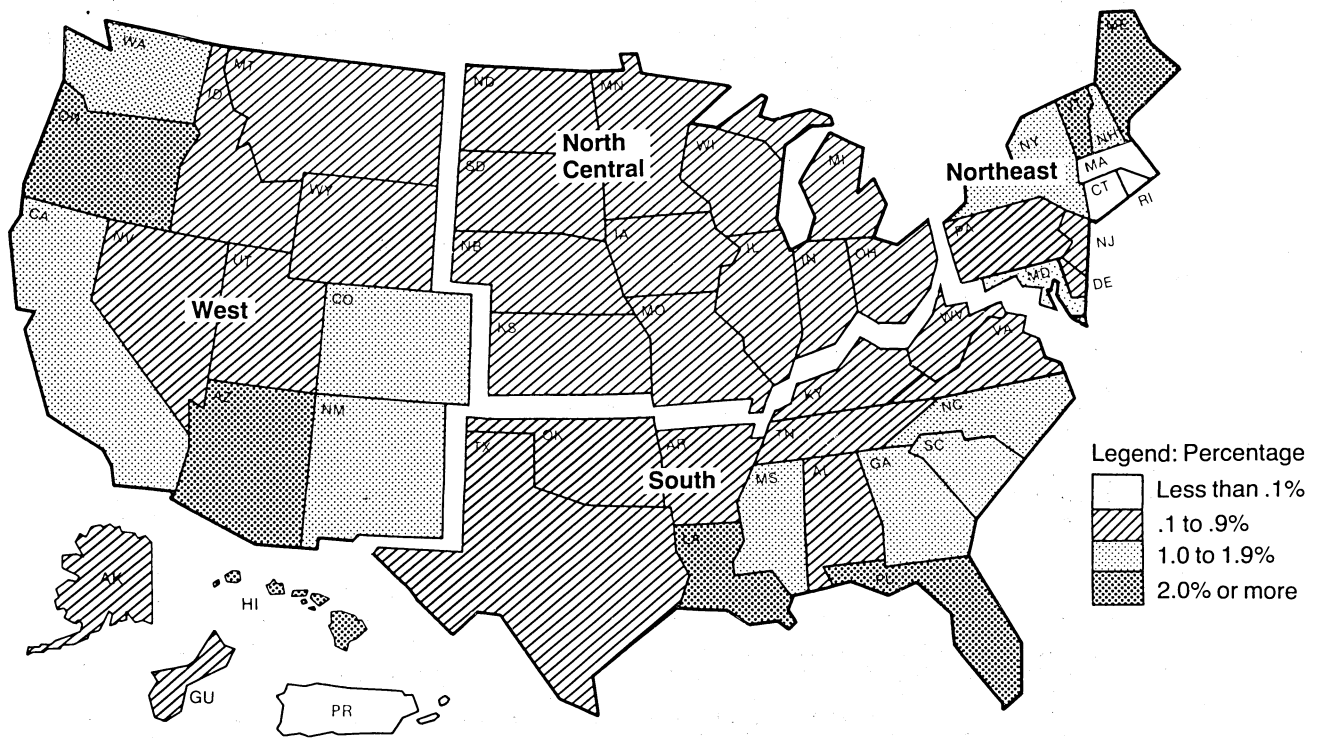 WA
MT
ND
MN
ME
OR
ID
North
Central
WI
MI
NY
VT
NH
Northeast
MA
SD
WY
CT
RI
CA
NV
UT
NB
IA
IL
IN
OH
PA
NJ
MD
DE
West
CO
KS
MO
WV
VA
KY
AZ
NM
TX
OK
AR
TN
NC
South
MS
AL
GA
SC
LA
FL
AK
HI
GU
PR
Legend: Percentage
Less than .1%
.1 to .9%
1.0 to 1.9%
2.0% or more